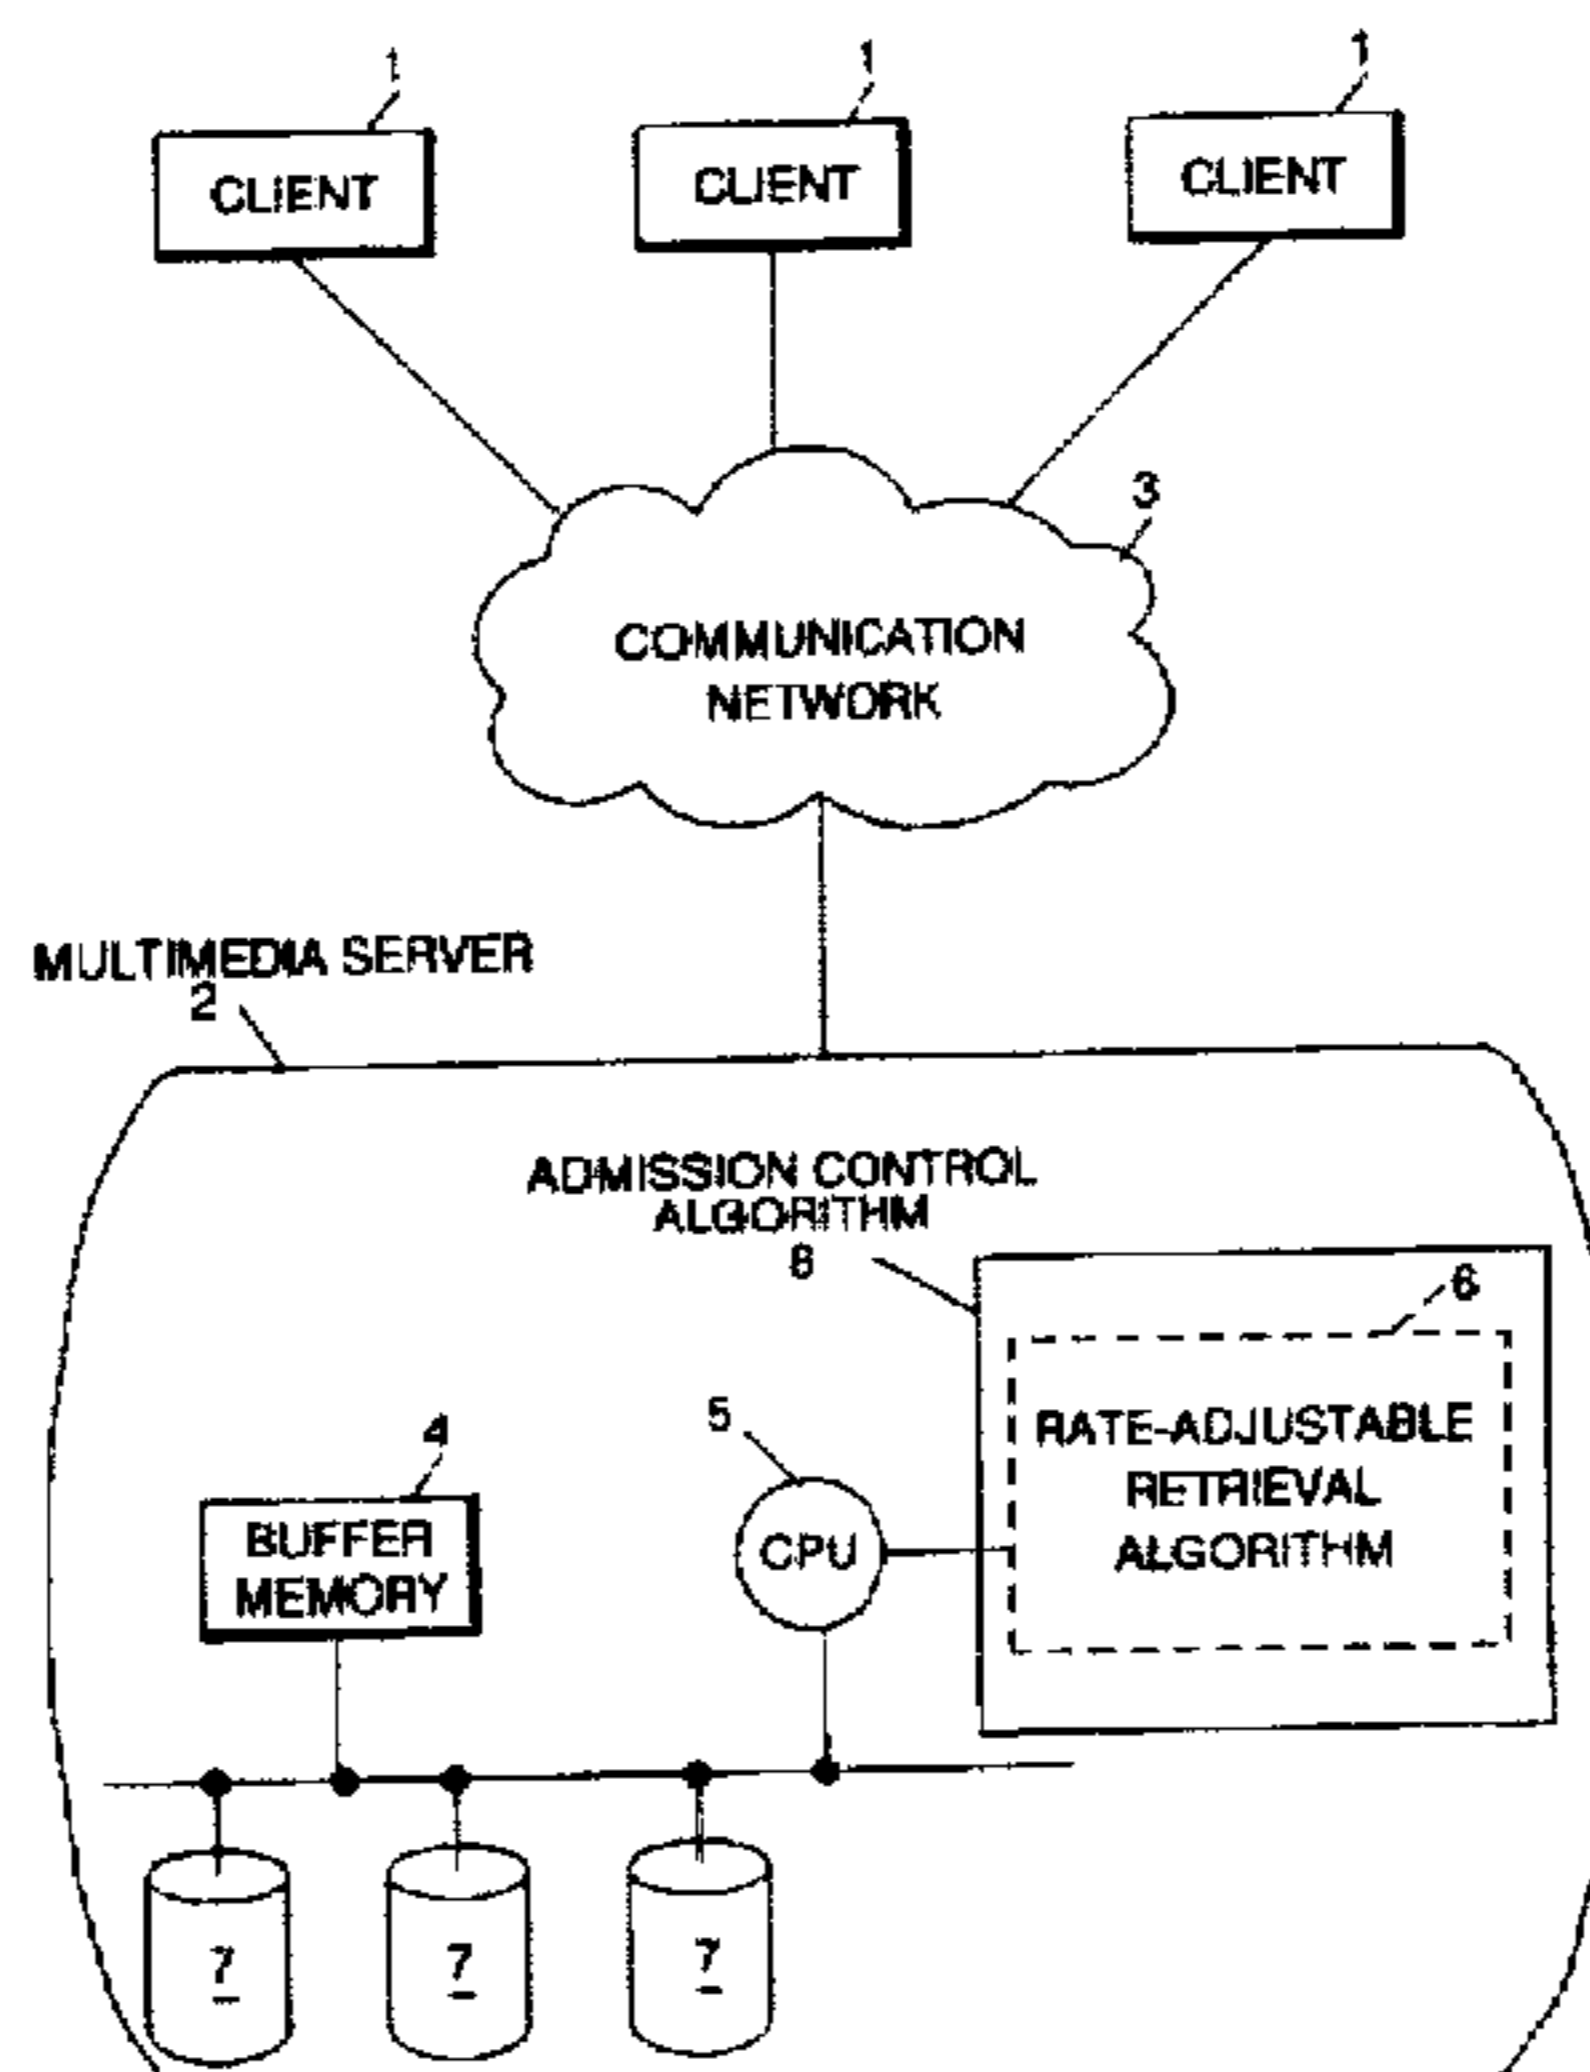 1 1 1
CLIENT CLIENT CLIENT
3
COMMUNICATION
NETWORK
MULTIMEDIA SERVER
2
ADMISSION CONTROL
ALGORITHM
8
6
RATE-ADJUSTABLE
RETRIEVAL
ALGORITHM
5
CPU
4
BUFFER
MEMORY
7 7 7